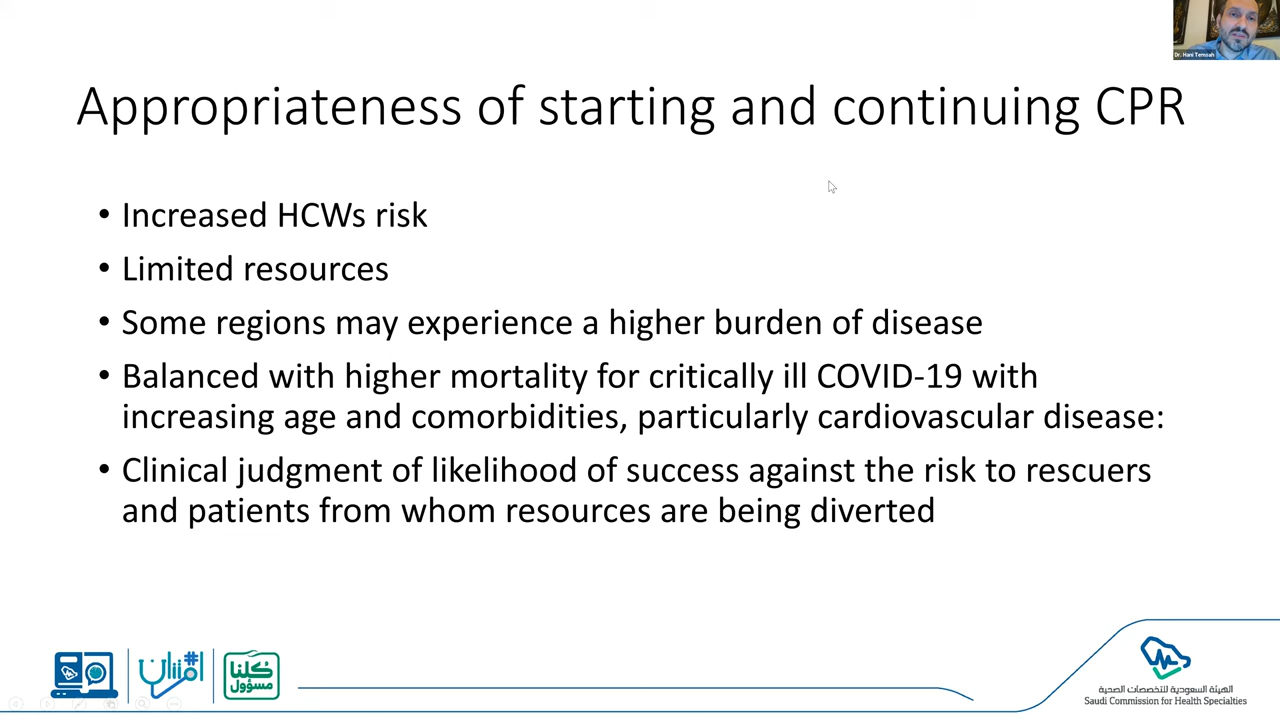 Dr. Hani Temsah
Appropriateness of starting and continuing CPR
• Increased HCWs risk
• Limited resources
• Some regions may experience a higher burden of disease
• Balanced with higher mortality for critically ill COVID-19 with
increasing age and comorbidities, particularly cardiovascular disease:
• Clinical judgment of likelihood of success against the risk to rescuers
and patients from whom resources are being diverted
كلنا
مسؤول
الهيئة السعودية للتخصصات الصحية
Saudi Commission for Health Specialties